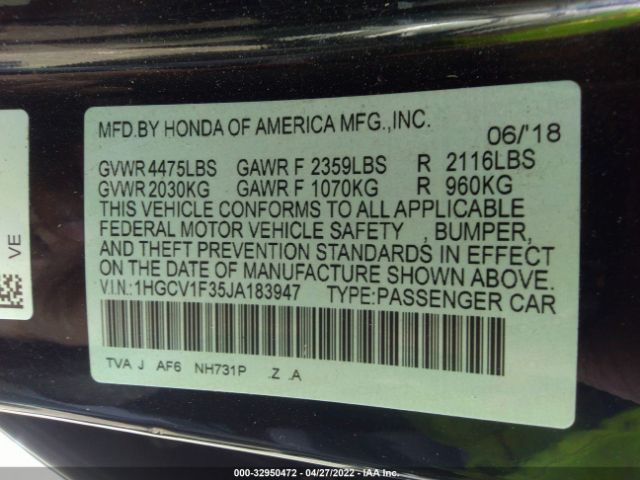 MFD.BY HONDA OF AMERICA MFG.,INC. 06/'18
GVWR 4475LBS GAWR F 2359LBS R 2116LBS
GVWR 2030KG GAWR F 1070KG R 960KG
THIS VEHICLE CONFORMS TO ALL APPLICABLE
FEDERAL MOTOR VEHICLE SAFETY , BUMPER,
AND THEFT PREVENTION STANDARDS IN EFFECT
ON THE DATE OF MANUFACTURE SHOWN ABOVE.
V.I.N.:1HGCV1F35JA183947 TYPE:PASSENGER CAR
TVA J AF6 NH731P .Z .A
VE
000-32950472 — 04/27/2022 — IAA Inc.